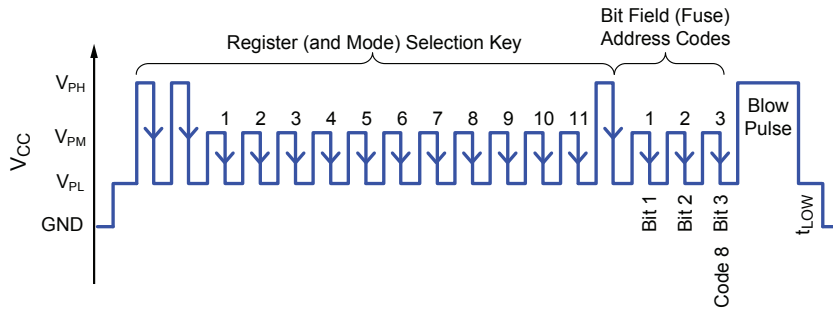 Bit Field (Fuse)
Address Codes
Register (and Mode) Selection Key
VPH
VPM
VPL
GND
VCC
1 2 3 4 5 6 7 8 9 10 11
1 2 3
Blow
Pulse
Bit 1
Bit 2
Bit 3
Code 8
tLOW